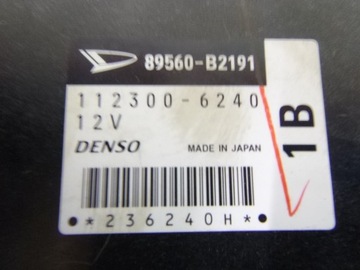 89560-B2191
112300-6240
12V
DENSO MADE IN JAPAN
1B
*236240H*